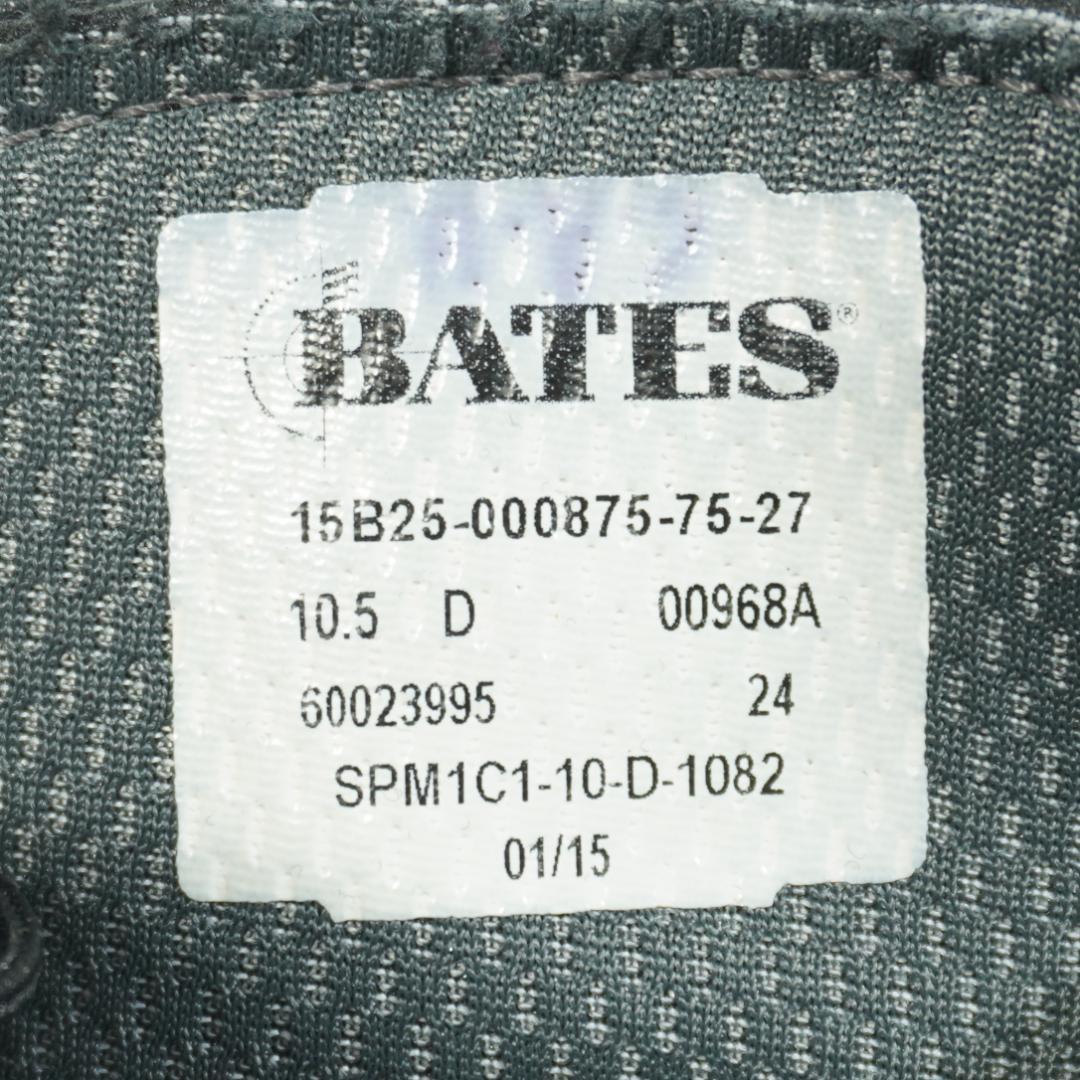 BATES®
15B25-000875-75-27
10.5 D 00968A
60023995 24
SPM1C1-10-D-1082
01/15